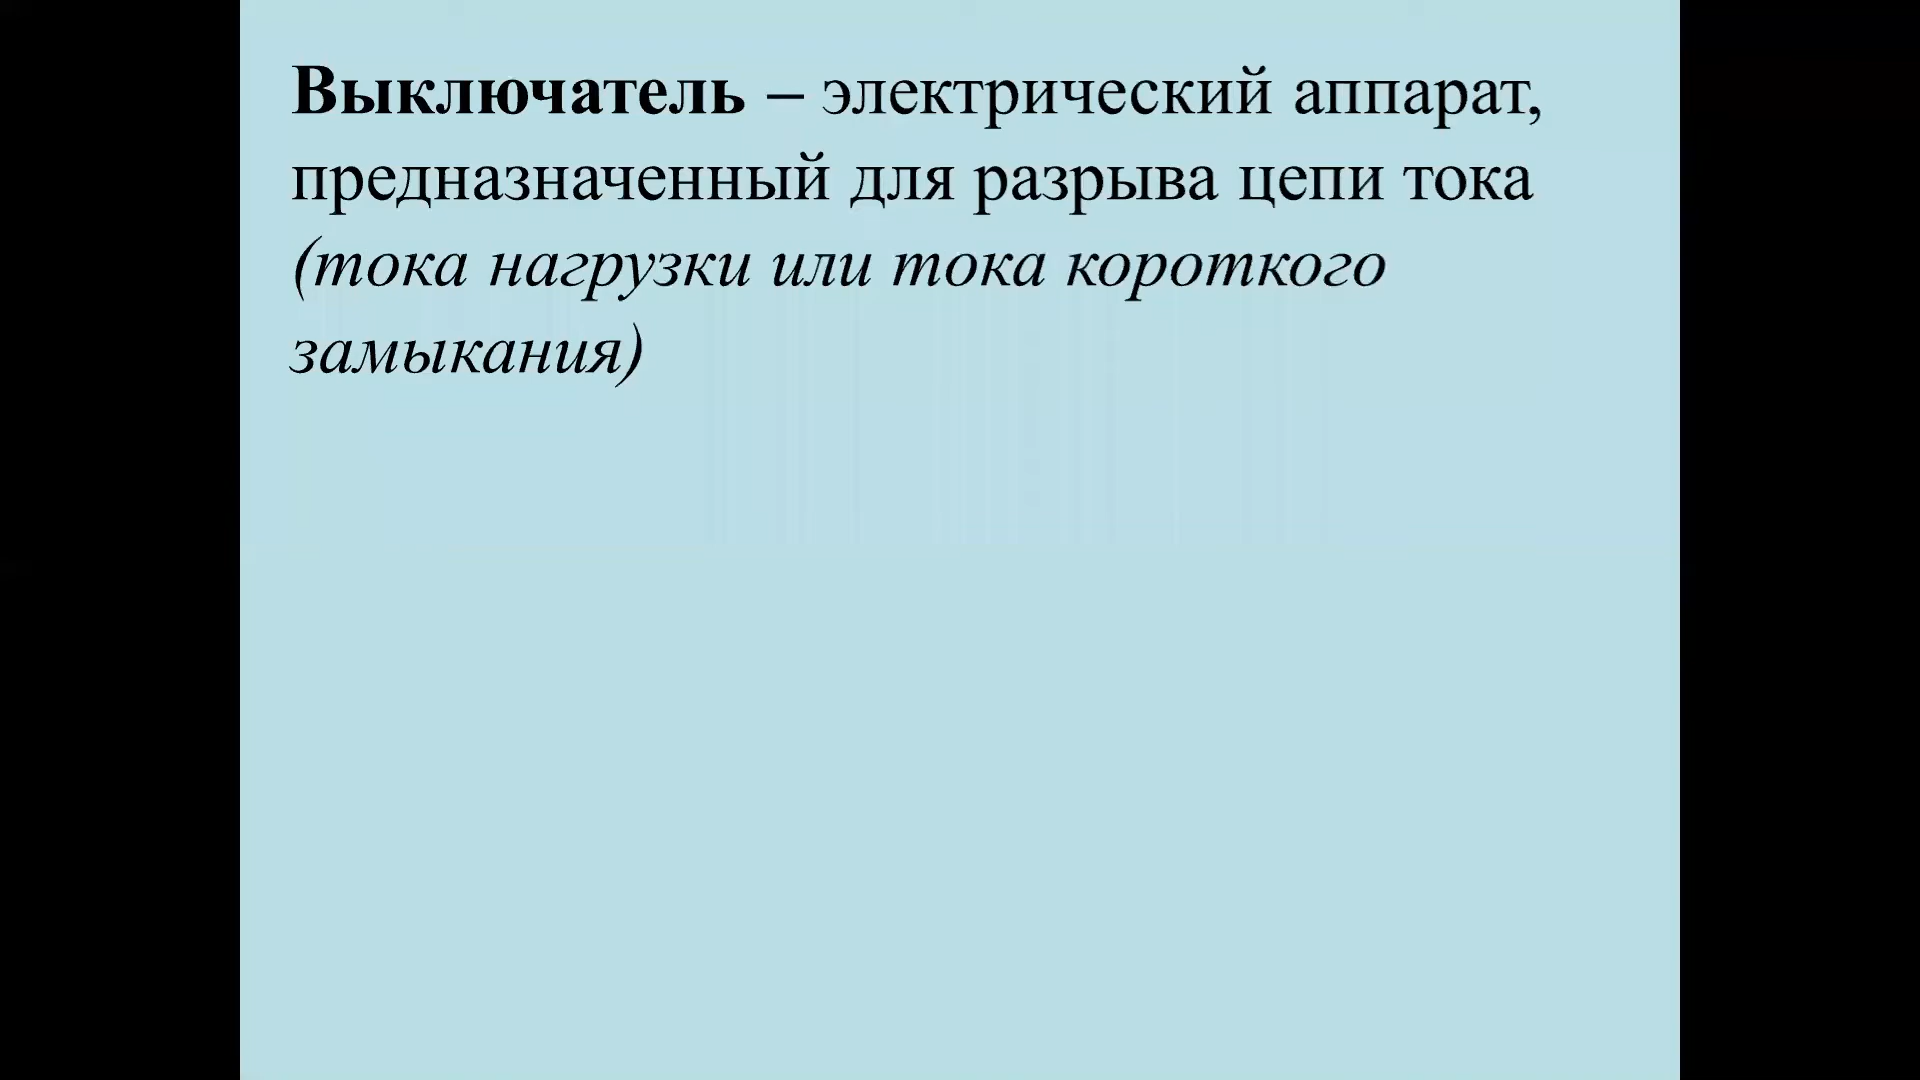 Выключатель – электрический аппарат,
предназначенный для разрыва цепи тока
(тока нагрузки или тока короткого
замыкания)